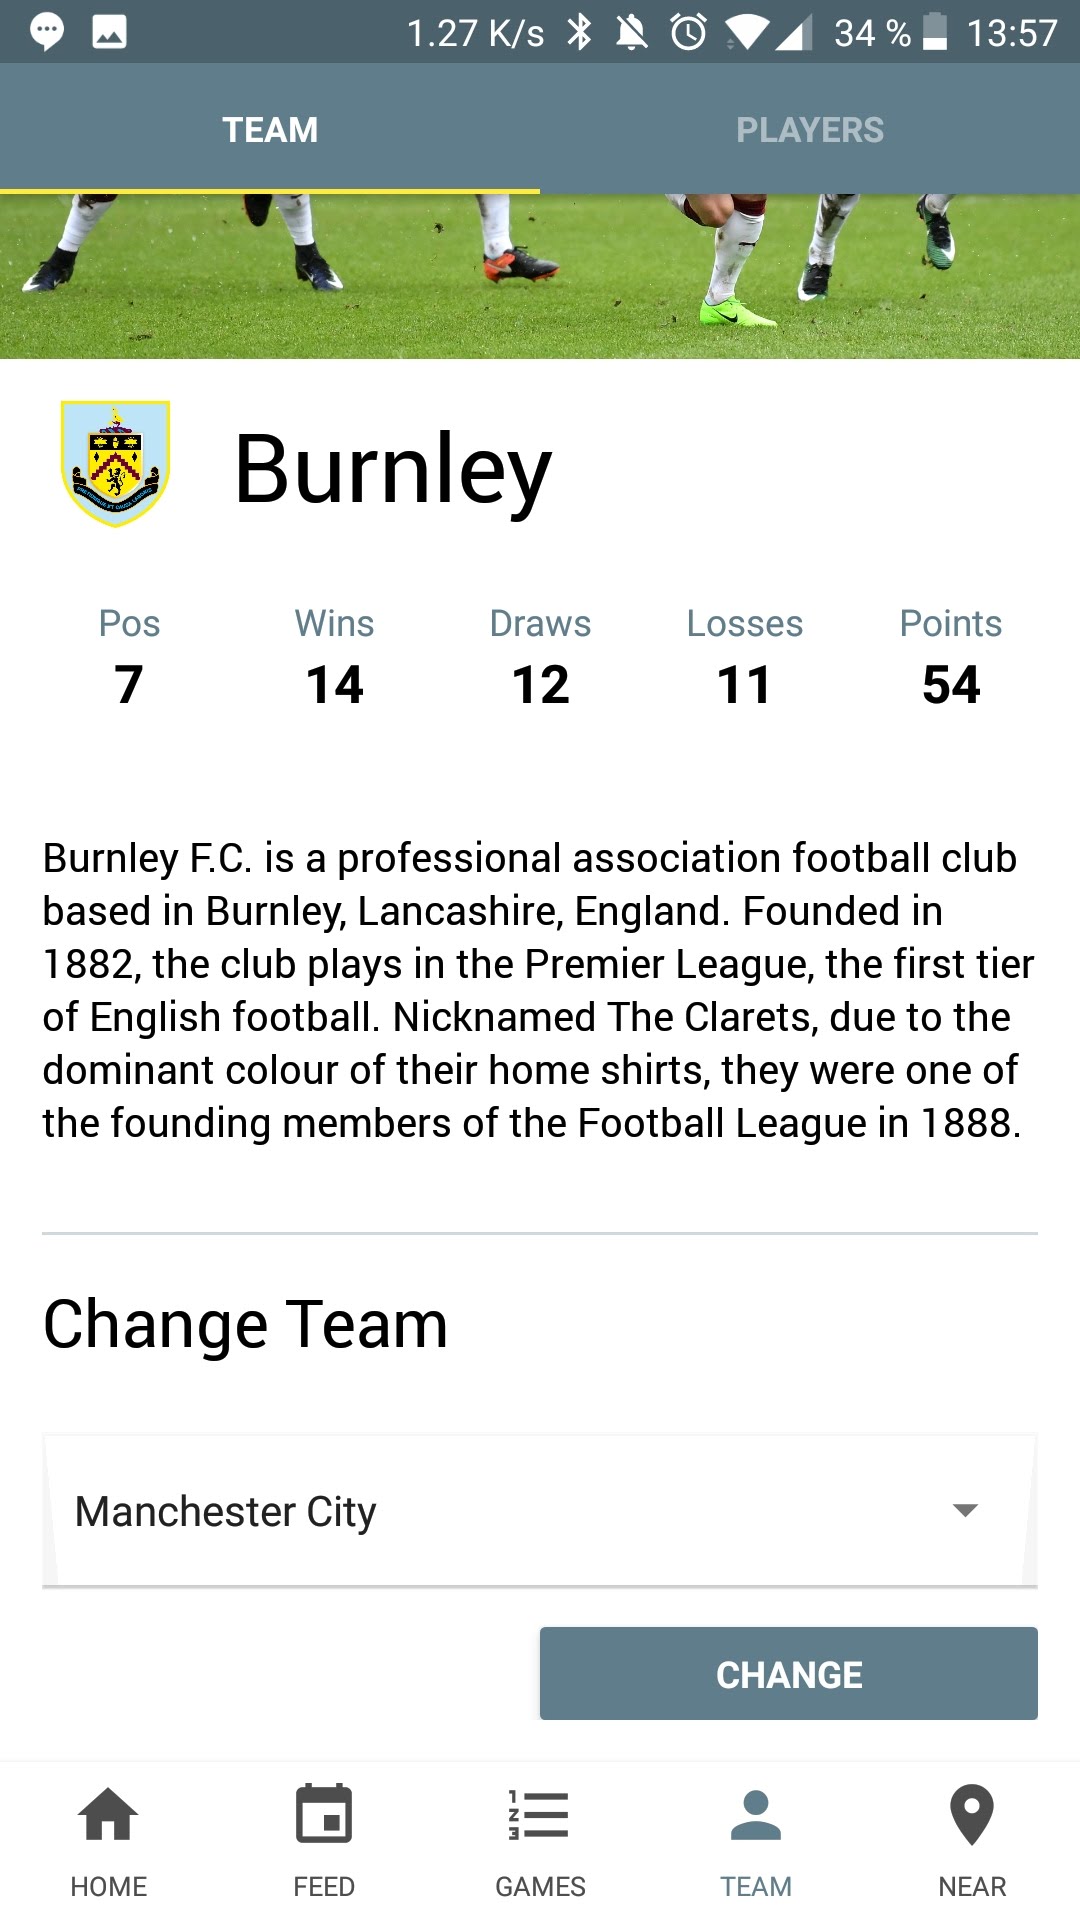 1.27 K/s 34 % 13:57
TEAM PLAYERS
Burnley
Pos Wins Draws Losses Points
7 14 12 11 54
Burnley F.C. is a professional association football club
based in Burnley, Lancashire, England. Founded in
1882, the club plays in the Premier League, the first tier
of English football. Nicknamed The Clarets, due to the
dominant colour of their home shirts, they were one of
the founding members of the Football League in 1888.
Change Team
Manchester City
CHANGE
HOME FEED GAMES TEAM NEAR